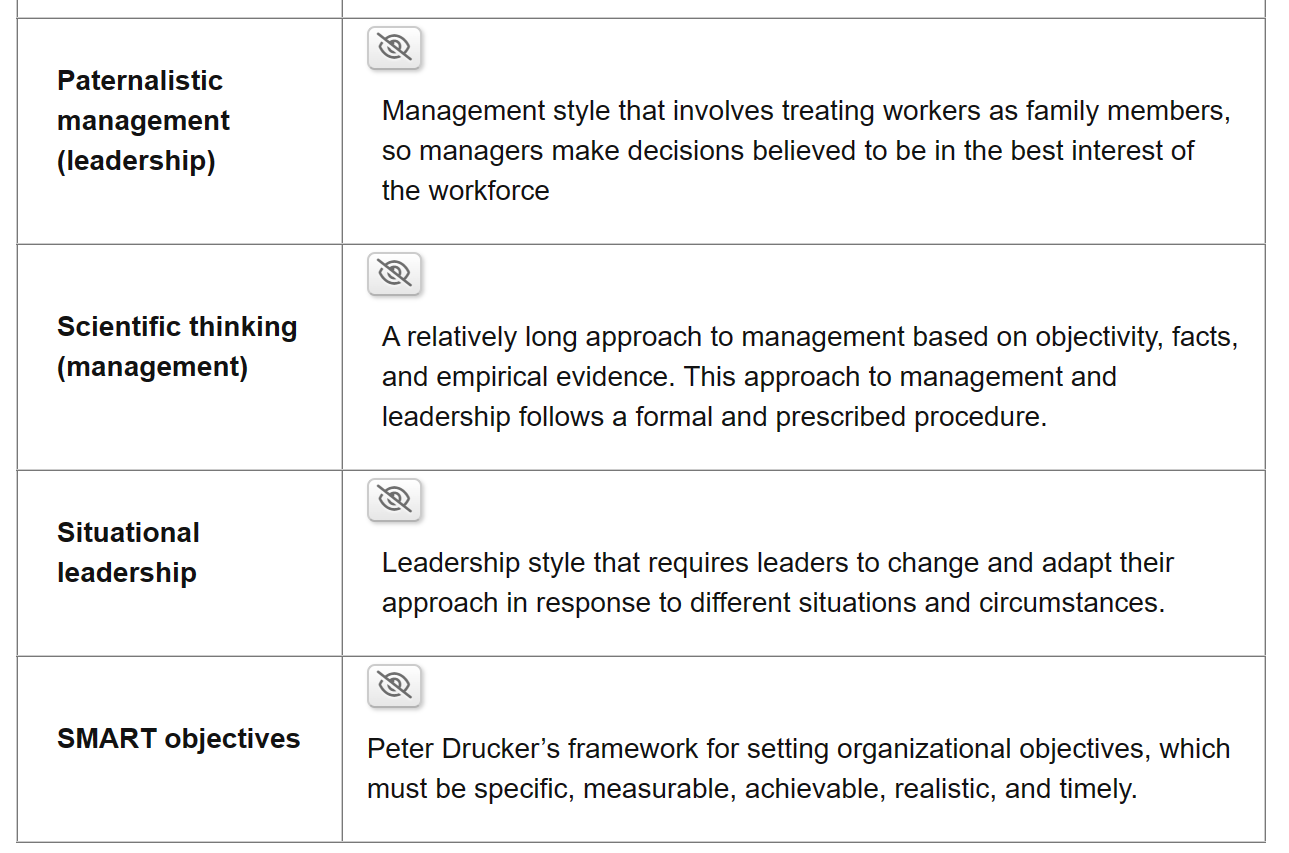 Paternalistic
management
(leadership)
Management style that involves treating workers as family members,
so managers make decisions believed to be in the best interest of
the workforce
Scientific thinking
(management)
A relatively long approach to management based on objectivity, facts,
and empirical evidence. This approach to management and
leadership follows a formal and prescribed procedure.
Situational
leadership
Leadership style that requires leaders to change and adapt their
approach in response to different situations and circumstances.
SMART objectives
Peter Drucker’s framework for setting organizational objectives, which
must be specific, measurable, achievable, realistic, and timely.